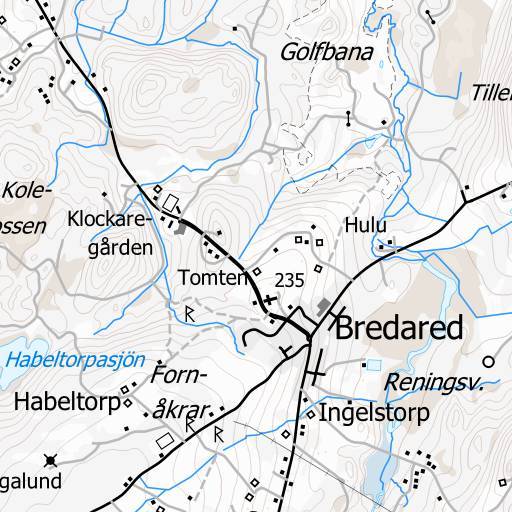 Golfbana
Tiller
Kole-
ossen
Klockare-
gården
Hulu
Tomten
235
Bredared
Habeltorpasjön
Forn-
åkrar
Reningsv.
Habeltorp
Ingelstorp
galund